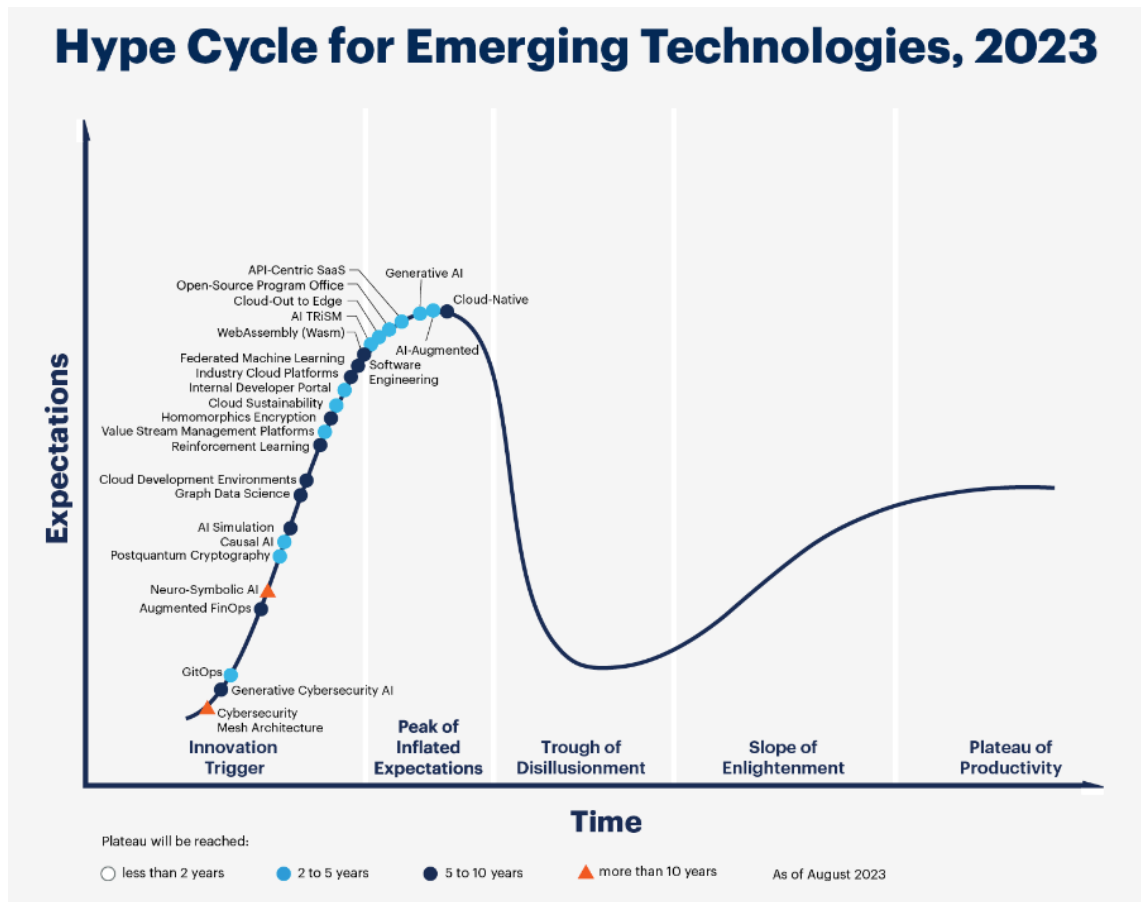 Hype Cycle for Emerging Technologies, 2023
Expectations
API-Centric SaaS
Generative AI
Open-Source Program Office
Cloud-Out to Edge
Cloud-Native
AI TRiSM
WebAssembly (Wasm)
AI-Augmented
Software
Engineering
Federated Machine Learning
Industry Cloud Platforms
Internal Developer Portal
Cloud Sustainability
Homomorphics Encryption
Value Stream Management Platforms
Reinforcement Learning
Cloud Development Environments
Graph Data Science
AI Simulation
Causal AI
Postquantum Cryptography
Neuro-Symbolic AI
Augmented FinOps
GitOps
Generative Cybersecurity AI
Cybersecurity
Mesh Architecture
Innovation
Trigger
Peak of
Inflated
Expectations
Trough of
Disillusionment
Slope of
Enlightenment
Plateau of
Productivity
Time
Plateau will be reached:
less than 2 years
2 to 5 years
5 to 10 years
more than 10 years
As of August 2023